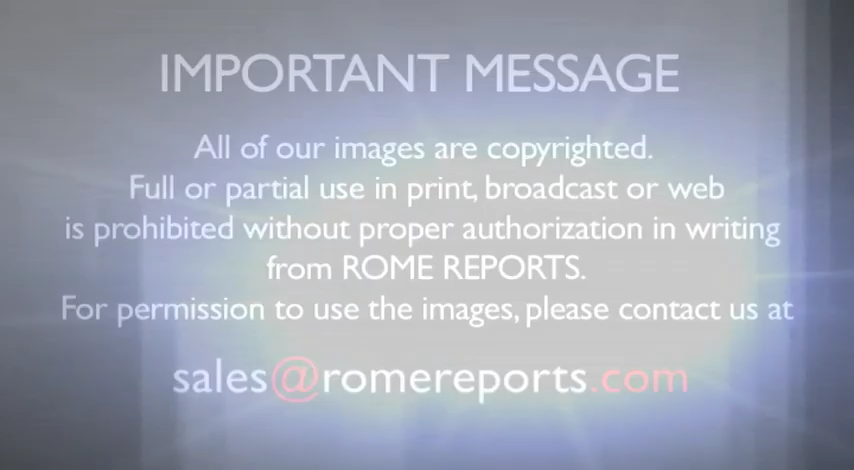 IMPORTANT MESSAGE
All of our images are copyrighted.
Full or partial use in print, broadcast or web
is prohibited without proper authorization in writing
from ROME REPORTS.
For permission to use the images, please contact us at
sales@romereports.com